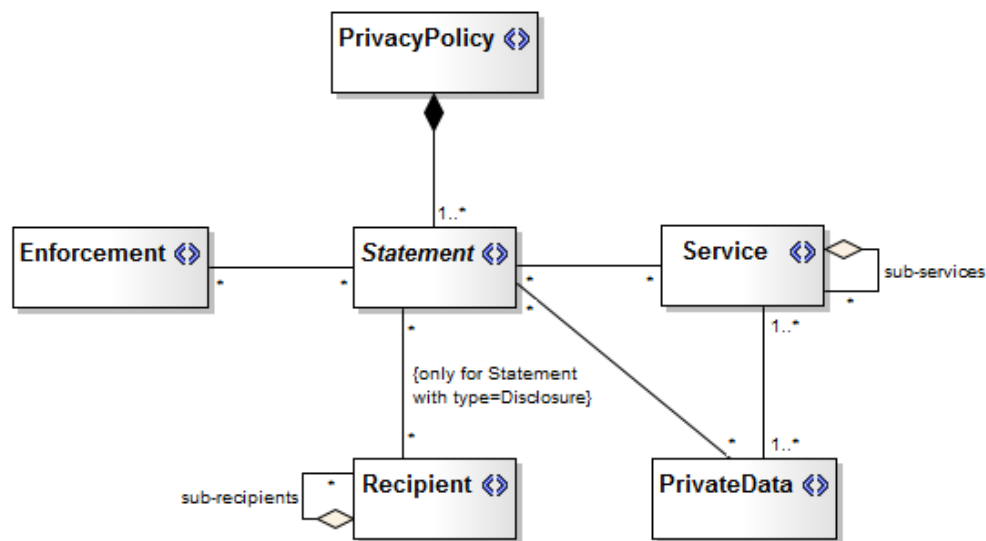 PrivacyPolicy
1..*
Enforcement
Statement
Service
sub-services
*
*
*
*
*
*
*
1..*
{only for Statement
with type=Disclosure}
*
*
1..*
sub-recipients
*
Recipient
PrivateData